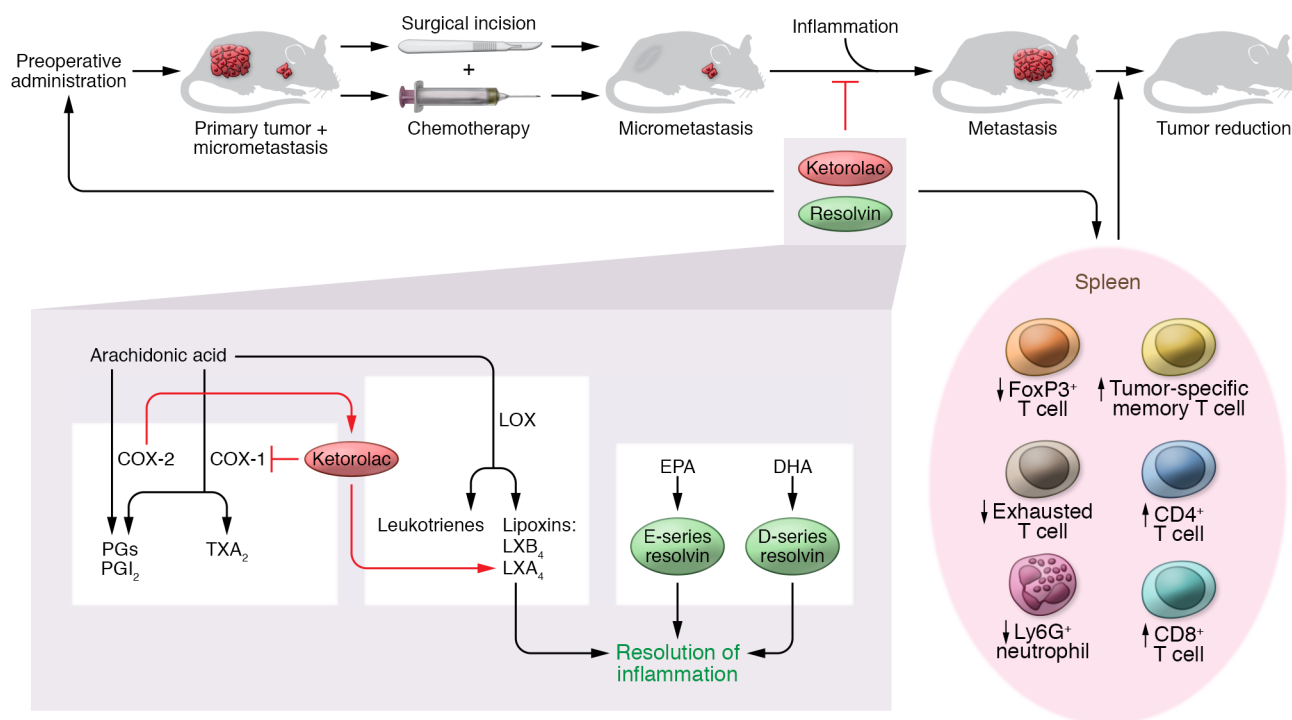 Preoperative
administration
Primary tumor +
micrometastasis
Surgical incision
+
Chemotherapy
Micrometastasis
Inflammation
Metastasis
Tumor reduction
Ketorolac
Resolvin
Arachidonic acid
LOX
COX-2
COX-1
Ketorolac
PGs
PGI₂
TXA₂
Leukotrienes
Lipoxins:
LXB₄
LXA₄
EPA
DHA
E-series
resolvin
D-series
resolvin
Resolution of
inflammation
Spleen
↓ FoxP3⁺
T cell
↑ Tumor-specific
memory T cell
↓ Exhausted
T cell
↑ CD4⁺
T cell
↓ Ly6G⁺
neutrophil
↑ CD8⁺
T cell